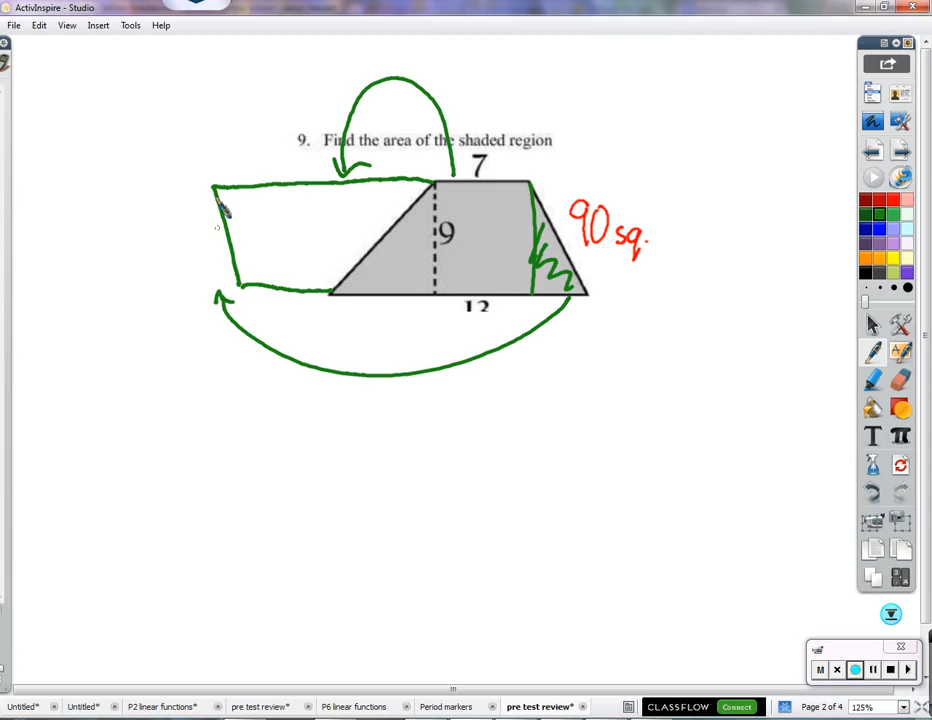 ActivInspire - Studio
File Edit View Insert Tools Help
9. Find the area of the shaded region
7
9
90 sq.
12
T π
M
Untitled* Untitled* P2 linear functions* pre test review* P6 linear functions Period markers pre test review* CLASSFLOW Connect Page 2 of 4 125%